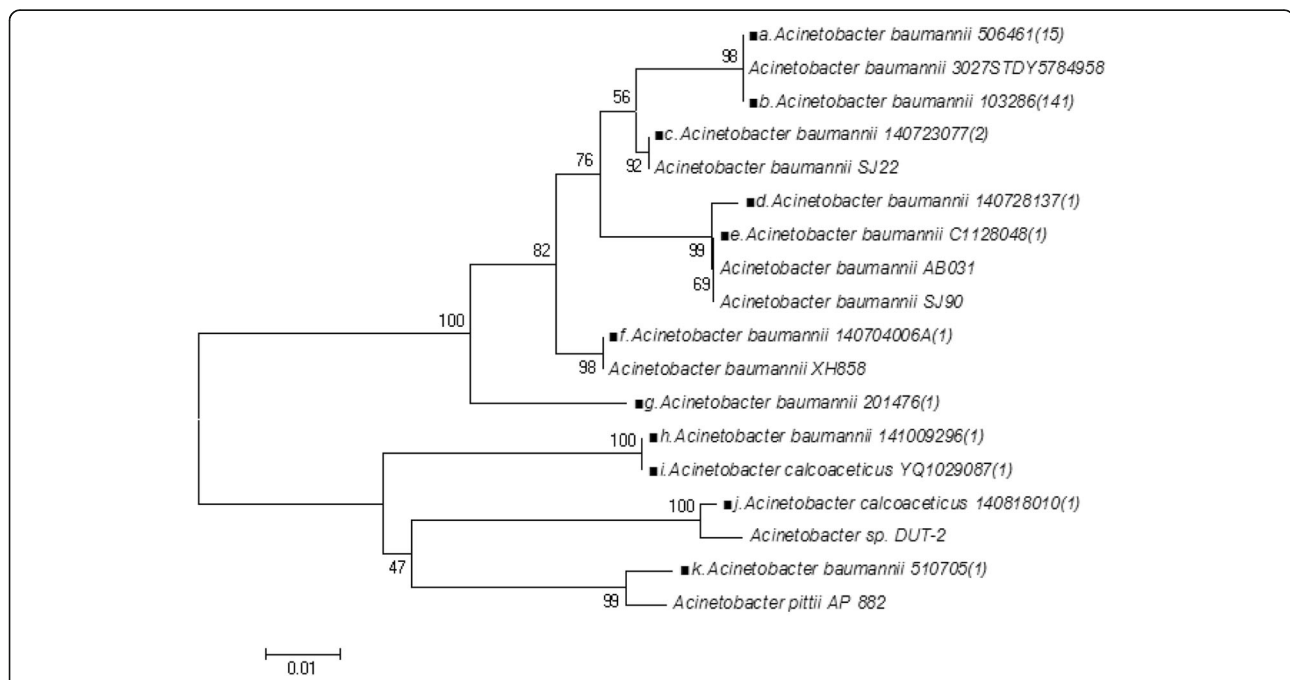 ■a.Acinetobacter baumannii 506461(15)
98
Acinetobacter baumannii 3027STDY5784958
■b.Acinetobacter baumannii 103286(141)
56
■c.Acinetobacter baumannii 140723077(2)
92
Acinetobacter baumannii SJ22
76
■d.Acinetobacter baumannii 140728137(1)
■e.Acinetobacter baumannii C1128048(1)
99
Acinetobacter baumannii AB031
69
Acinetobacter baumannii SJ90
82
■f.Acinetobacter baumannii 140704006A(1)
98
Acinetobacter baumannii XH858
100
■g.Acinetobacter baumannii 201476(1)
■h.Acinetobacter baumannii 141009296(1)
100
■i.Acinetobacter calcoaceticus YQ1029087(1)
■j.Acinetobacter calcoaceticus 140818010(1)
100
Acinetobacter sp. DUT-2
47
■k.Acinetobacter baumannii 510705(1)
99
Acinetobacter pittii AP 882
0.01